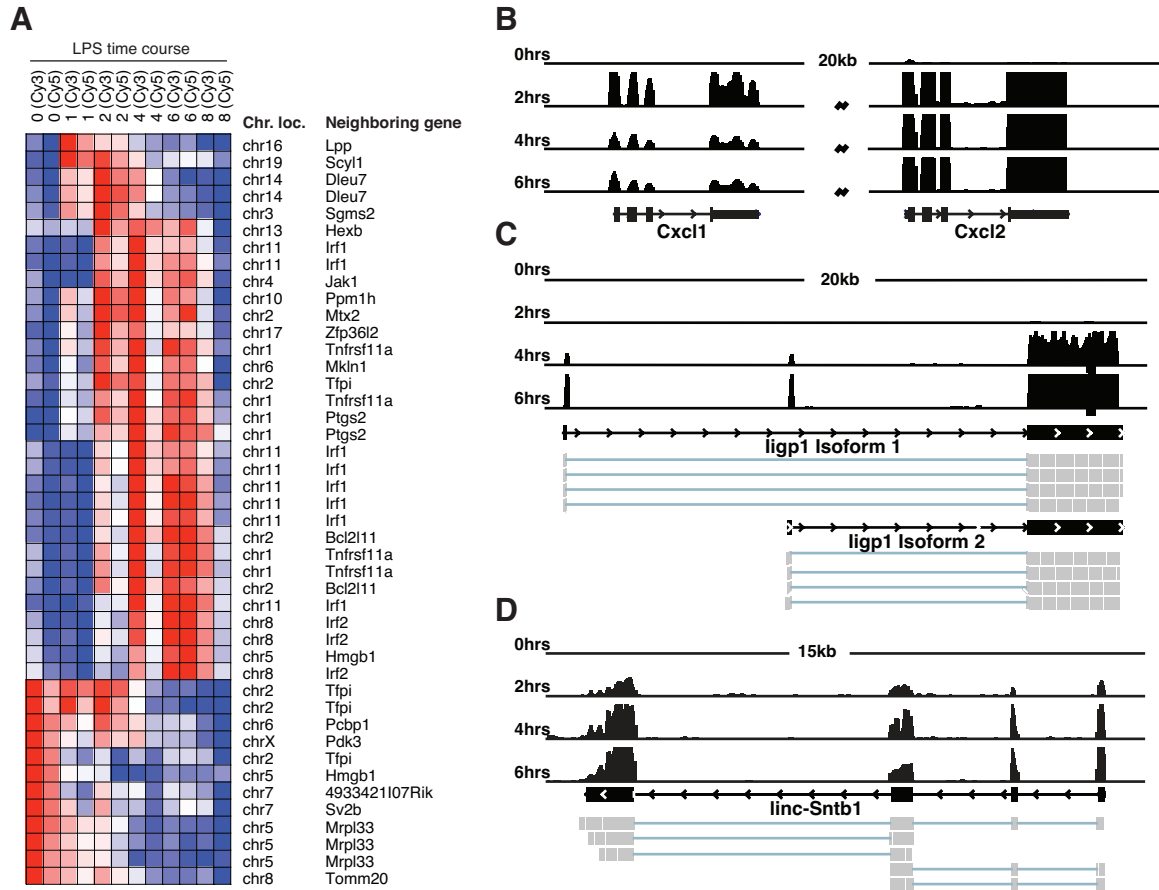 A
LPS time course
0 (Cy3)
0 (Cy5)
1 (Cy3)
1 (Cy5)
2 (Cy3)
2 (Cy5)
4 (Cy3)
4 (Cy5)
6 (Cy3)
6 (Cy5)
8 (Cy3)
8 (Cy5)
Chr. loc. Neighboring gene
chr16 Lpp
chr19 Scyl1
chr14 Dleu7
chr14 Dleu7
chr3 Sgms2
chr13 Hexb
chr11 Irf1
chr11 Irf1
chr4 Jak1
chr10 Ppm1h
chr2 Mtx2
chr17 Zfp36l2
chr1 Tnfrsf11a
chr6 Mkln1
chr2 Tfpi
chr1 Tnfrsf11a
chr1 Ptgs2
chr1 Ptgs2
chr11 Irf1
chr11 Irf1
chr11 Irf1
chr11 Irf1
chr11 Irf1
chr2 Bcl2l11
chr1 Tnfrsf11a
chr1 Tnfrsf11a
chr2 Bcl2l11
chr11 Irf1
chr8 Irf2
chr8 Irf2
chr5 Hmgb1
chr8 Irf2
chr2 Tfpi
chr2 Tfpi
chr6 Pcbp1
chrX Pdk3
chr2 Tfpi
chr5 Hmgb1
chr7 4933421I07Rik
chr7 Sv2b
chr5 Mrpl33
chr5 Mrpl33
chr5 Mrpl33
chr8 Tomm20
B
0hrs
20kb
2hrs
4hrs
6hrs
Cxcl1 Cxcl2
C
0hrs
20kb
2hrs
4hrs
6hrs
Iigp1 Isoform 1
Iigp1 Isoform 2
D
0hrs
15kb
2hrs
4hrs
6hrs
linc-Sntb1